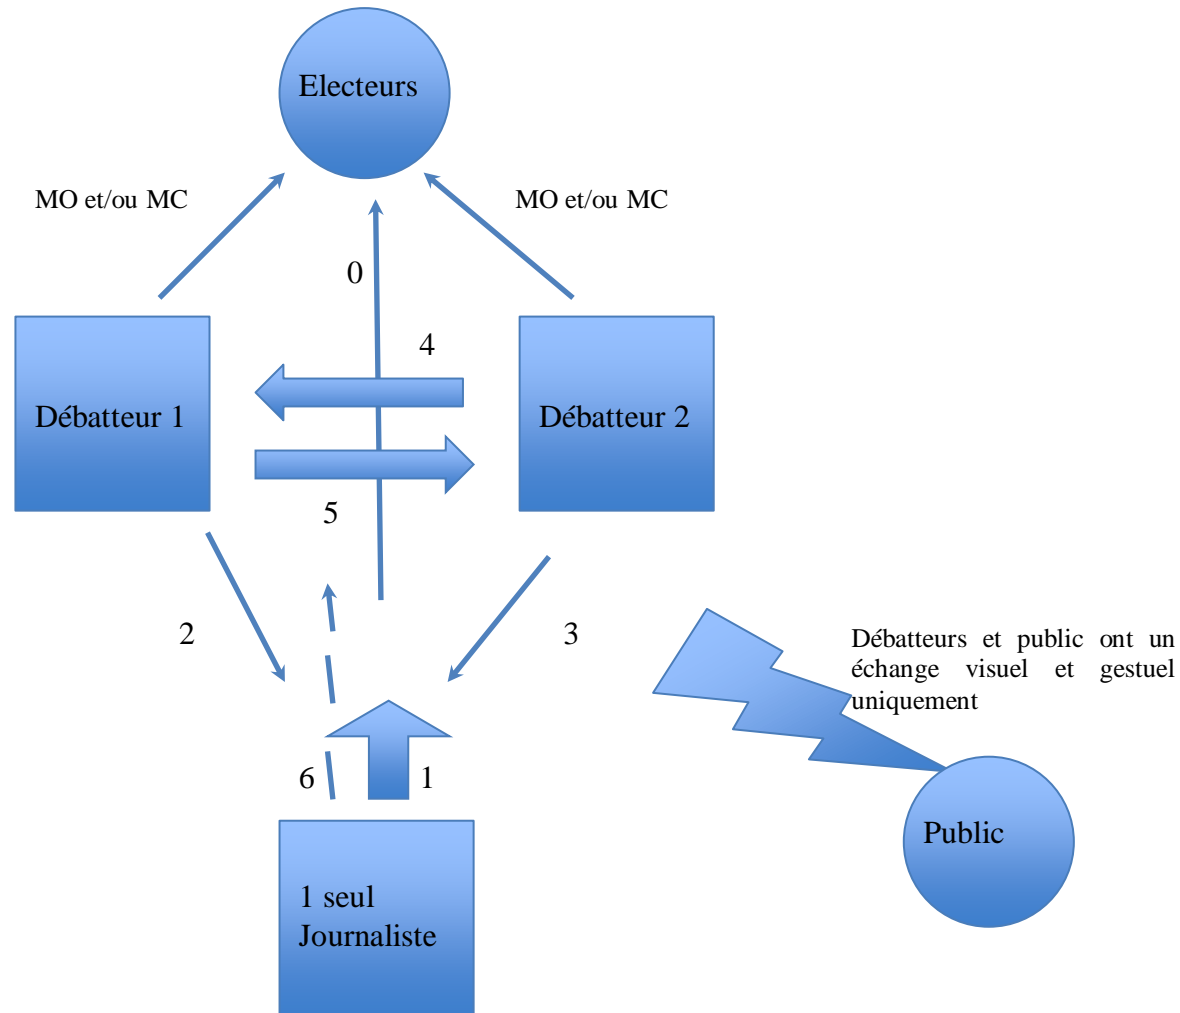 Electeurs
MO et/ou MC
MO et/ou MC
0
4
Débatteur 1
Débatteur 2
5
2
3
Débatteurs et public ont un
échange visuel et gestuel
uniquement
6
1
Public
1 seul
Journaliste